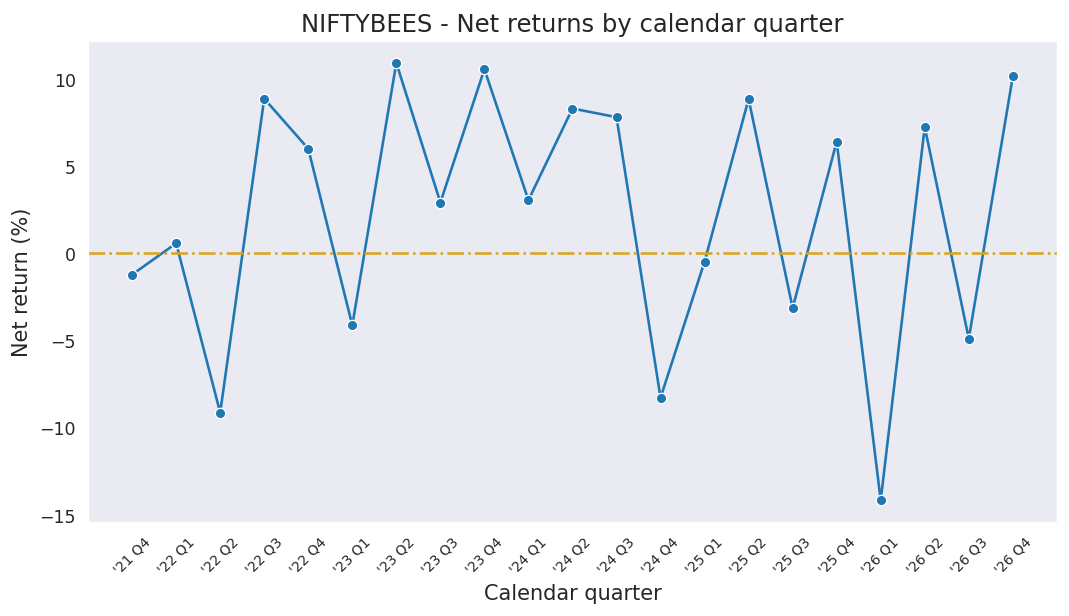 NIFTYBEES - Net returns by calendar quarter
Net return (%)
10
5
0
−5
−10
−15
'21 Q4
'22 Q1
'22 Q2
'22 Q3
'22 Q4
'23 Q1
'23 Q2
'23 Q3
'23 Q4
'24 Q1
'24 Q2
'24 Q3
'24 Q4
'25 Q1
'25 Q2
'25 Q3
'25 Q4
'26 Q1
'26 Q2
'26 Q3
'26 Q4
Calendar quarter